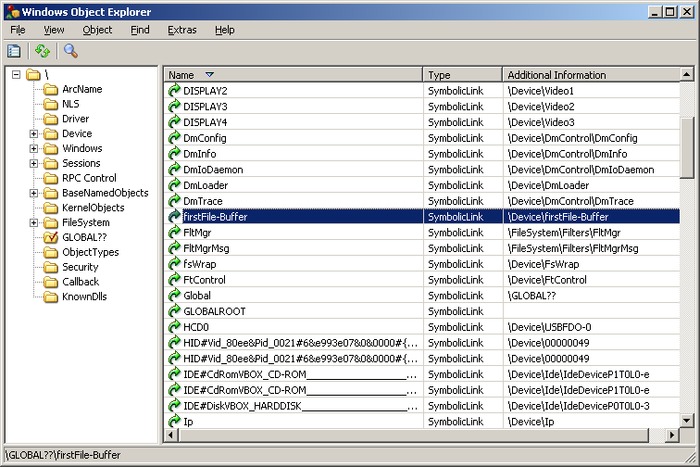 Windows Object Explorer
File View Object Find Extras Help
\
ArcName
NLS
Driver
Device
Windows
Sessions
RPC Control
BaseNamedObjects
KernelObjects
FileSystem
GLOBAL??
ObjectTypes
Security
Callback
KnownDlls
Name Type Additional Information
DISPLAY2 SymbolicLink \Device\Video1
DISPLAY3 SymbolicLink \Device\Video2
DISPLAY4 SymbolicLink \Device\Video3
DmConfig SymbolicLink \Device\DmControl\DmConfig
DmInfo SymbolicLink \Device\DmControl\DmInfo
DmIoDaemon SymbolicLink \Device\DmControl\DmIoDaemon
DmLoader SymbolicLink \Device\DmLoader
DmTrace SymbolicLink \Device\DmControl\DmTrace
firstFile-Buffer SymbolicLink \Device\firstFile-Buffer
FltMgr SymbolicLink \FileSystem\Filters\FltMgr
FltMgrMsg SymbolicLink \FileSystem\Filters\FltMgrMsg
fsWrap SymbolicLink \Device\FsWrap
FtControl SymbolicLink \Device\FtControl
Global SymbolicLink \GLOBAL??
GLOBALROOT SymbolicLink
HCD0 SymbolicLink \Device\USBFDO-0
HID#Vid_80ee&Pid_0021#6&e993e07&0&0000#{... SymbolicLink \Device\00000049
HID#Vid_80ee&Pid_0021#6&e993e07&0&0000#{... SymbolicLink \Device\00000049
IDE#CdRomVBOX_CD-ROM____________________... SymbolicLink \Device\Ide\IdeDeviceP1T0L0-e
IDE#CdRomVBOX_CD-ROM____________________... SymbolicLink \Device\Ide\IdeDeviceP1T0L0-e
IDE#DiskVBOX_HARDDISK____________________... SymbolicLink \Device\Ide\IdeDeviceP0T0L0-3
Ip SymbolicLink \Device\Ip
\GLOBAL??\firstFile-Buffer